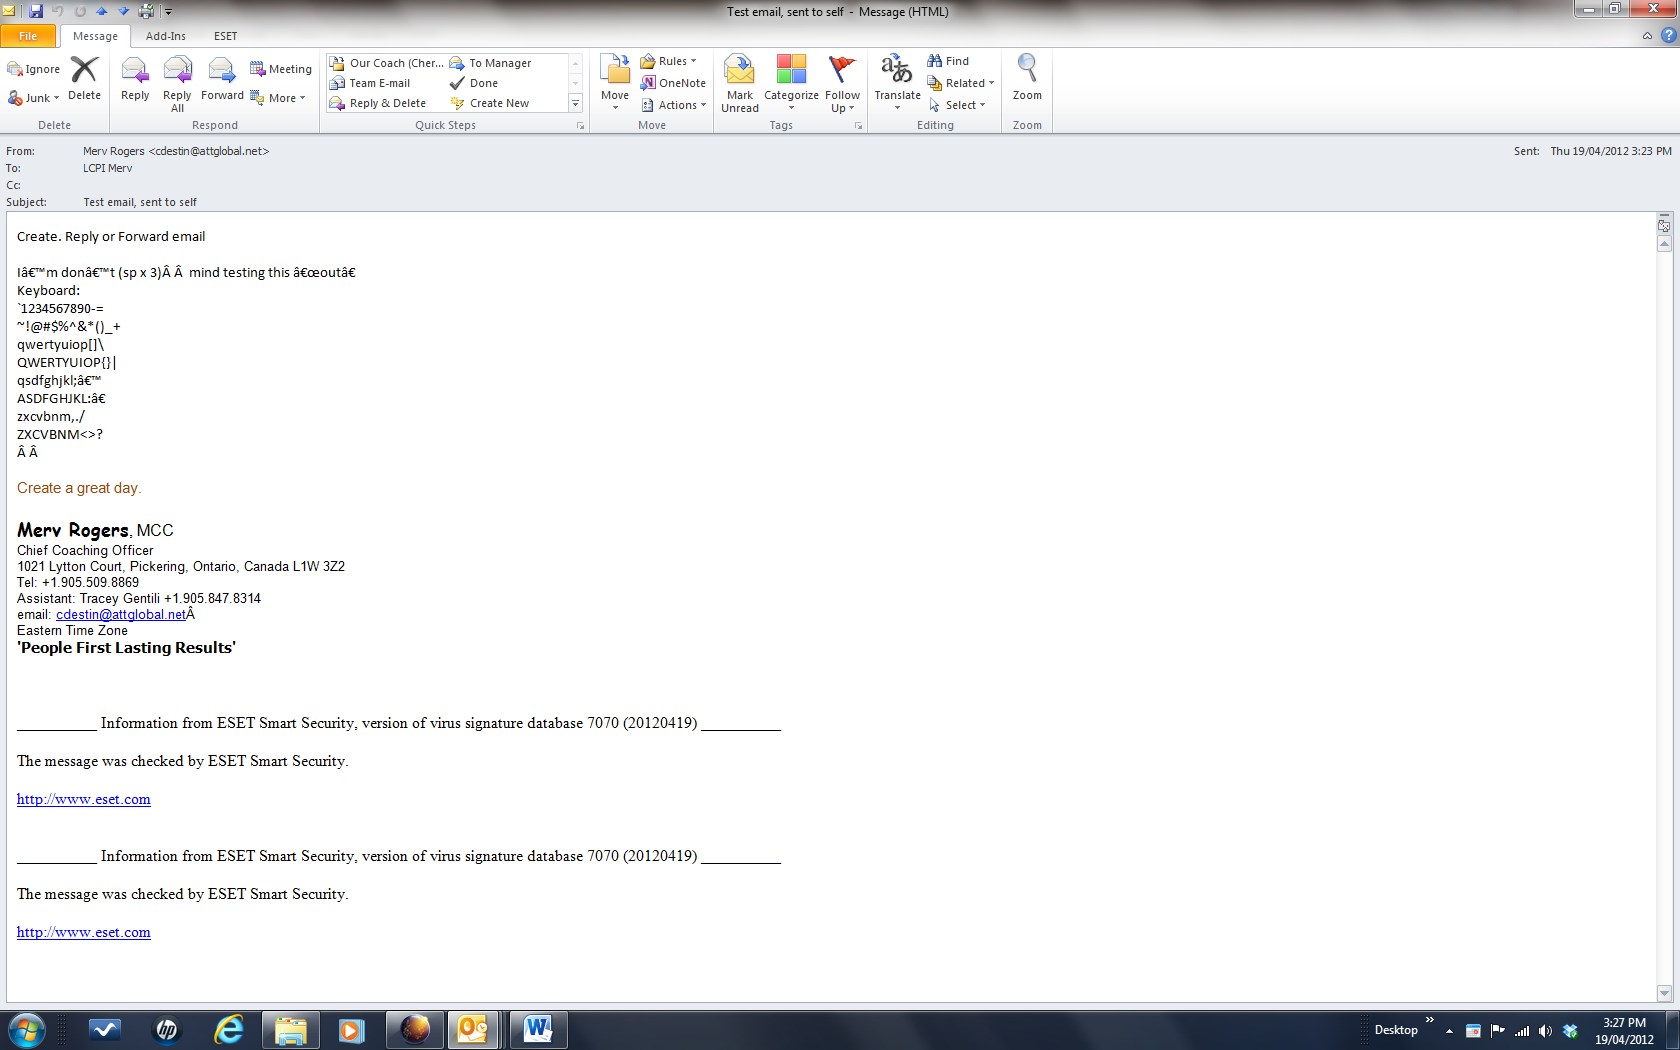 Test email, sent to self - Message (HTML)
File Message Add-Ins ESET
Ignore
Junk
Delete
Delete
Reply
Reply All
Forward
Meeting
More
Respond
Our Coach (Cher...
To Manager
Team E-mail
Done
Reply & Delete
Create New
Quick Steps
Move
Rules
OneNote
Actions
Move
Mark Unread
Categorize
Follow Up
Tags
Translate
Find
Related
Select
Editing
Zoom
Zoom
From: Merv Rogers <cdestin@attglobal.net>
Sent: Thu 19/04/2012 3:23 PM
To: LCPI Merv
Cc:
Subject: Test email, sent to self
Create. Reply or Forward email
Iâ€™m donâ€™t (sp x 3)Â Â  mind testing this â€œoutâ€
Keyboard:
`1234567890-=
~!@#$%^&*()_+
qwertyuiop[]\
QWERTYUIOP{}|
qsdfghjkl;â€™
ASDFGHJKL:â€
zxcvbnm,./
ZXCVBNM<>?
Â Â
Create a great day.
Merv Rogers, MCC
Chief Coaching Officer
1021 Lytton Court, Pickering, Ontario, Canada L1W 3Z2
Tel: +1.905.509.8869
Assistant: Tracey Gentili +1.905.847.8314
email: cdestin@attglobal.netÂ
Eastern Time Zone
'People First Lasting Results'
__________ Information from ESET Smart Security, version of virus signature database 7070 (20120419) __________
The message was checked by ESET Smart Security.
http://www.eset.com
__________ Information from ESET Smart Security, version of virus signature database 7070 (20120419) __________
The message was checked by ESET Smart Security.
http://www.eset.com
hp
W
Desktop
3:27 PM
19/04/2012